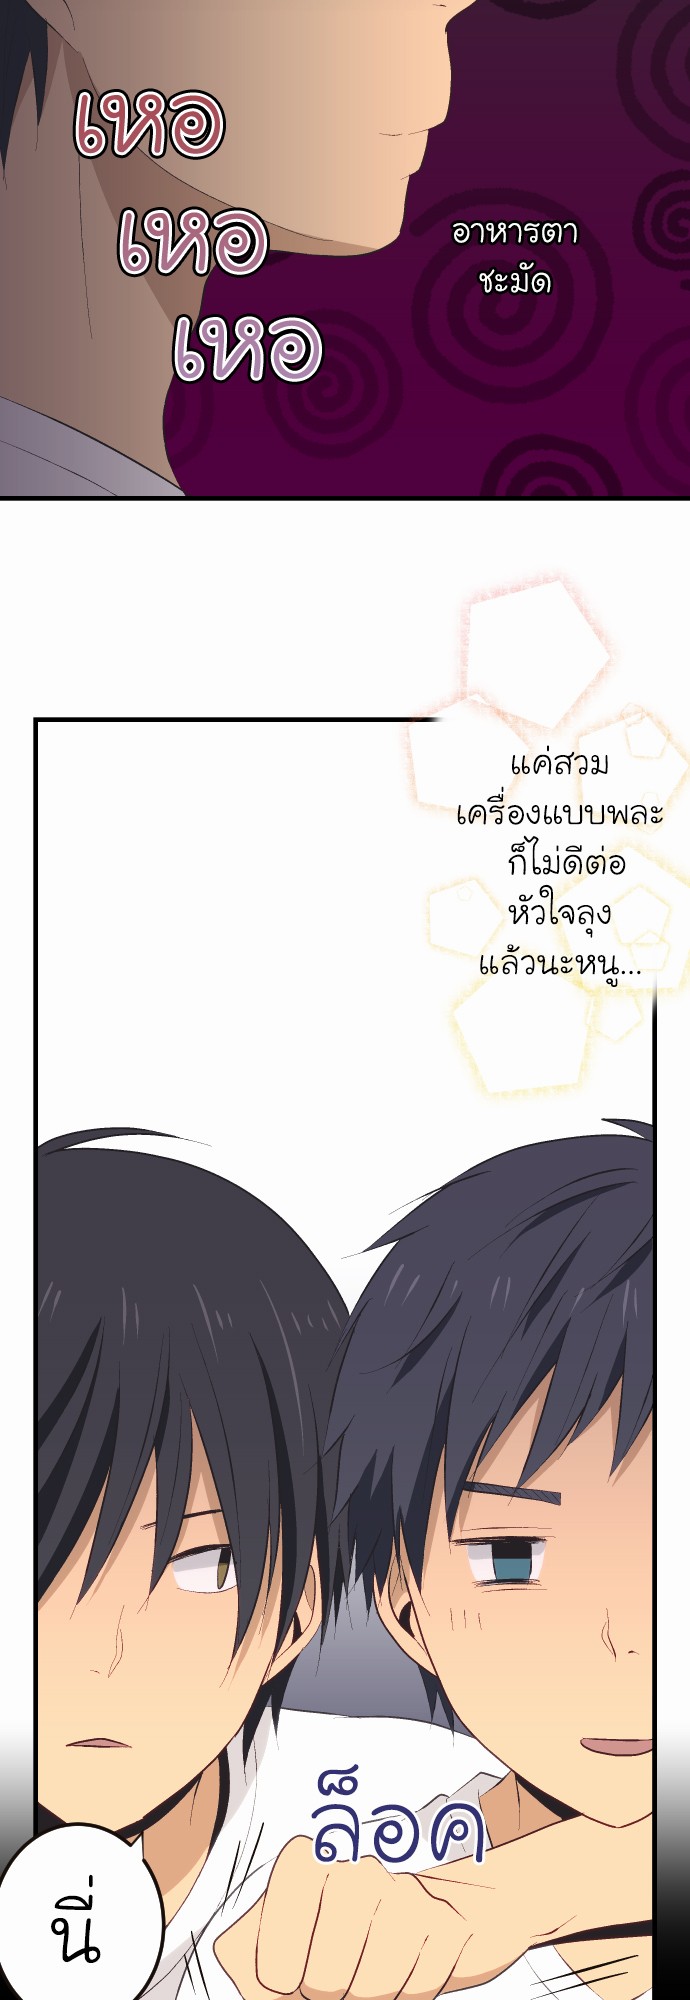 เหอ
เหอ
เหอ
อาหารตา
ชะมัด
แค่สวม
เครื่องแบบพละ
ก็ไม่ดีต่อ
หัวใจลุง
แล้วนะหนู...
ล็อค
นี่